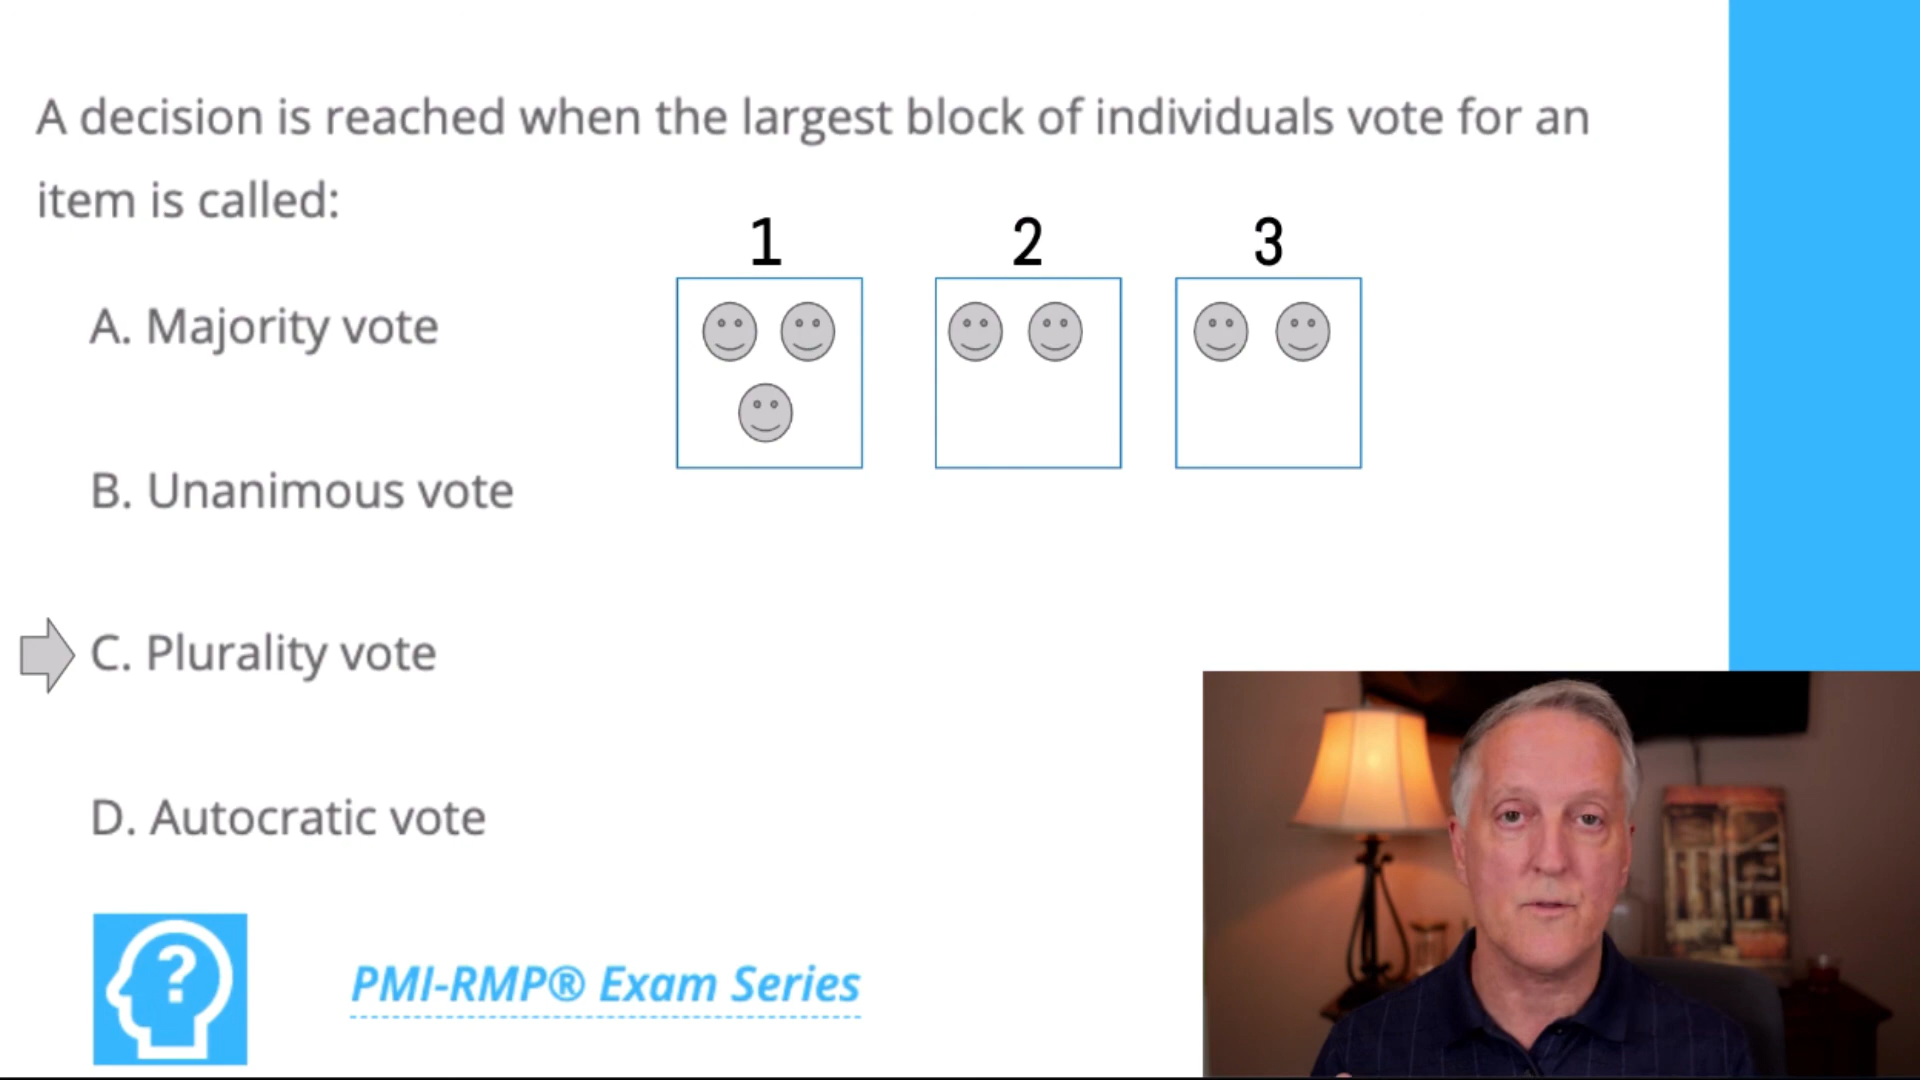 A decision is reached when the largest block of individuals vote for an
item is called:
1 2 3
A. Majority vote
B. Unanimous vote
C. Plurality vote
D. Autocratic vote
?
PMI-RMP® Exam Series